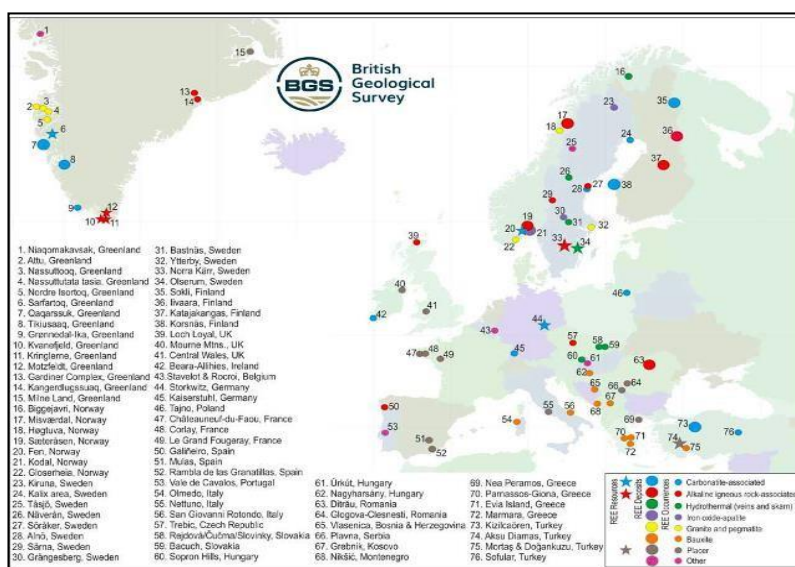 BGS
British
Geological
Survey
1. Niaqornakavsak, Greenland
2. Attu, Greenland
3. Nassuttooq, Greenland
4. Nassuttutata tasia, Greenland
5. Nordre Isortoq, Greenland
6. Sarfartoq, Greenland
7. Qaqarssuk, Greenland
8. Tikiusaaq, Greenland
9. Grønnedal-Ika, Greenland
10. Kvanefjeld, Greenland
11. Kringlerne, Greenland
12. Motzfeldt, Greenland
13. Gardiner Complex, Greenland
14. Kangerdlugssuaq, Greenland
15. Milne Land, Greenland
16. Biggejavri, Norway
17. Misværdal, Norway
18. Høgtuva, Norway
19. Sæteråsen, Norway
20. Fen, Norway
21. Kodal, Norway
22. Gloserheia, Norway
23. Kiruna, Sweden
24. Kalix area, Sweden
25. Tåsjö, Sweden
26. Näverån, Sweden
27. Söråker, Sweden
28. Alnö, Sweden
29. Särna, Sweden
30. Grängesberg, Sweden
31. Bastnäs, Sweden
32. Ytterby, Sweden
33. Norra Kärr, Sweden
34. Olserum, Sweden
35. Sokli, Finland
36. Iivaara, Finland
37. Katajakangas, Finland
38. Korsnäs, Finland
39. Loch Loyal, UK
40. Mourne Mtns., UK
41. Central Wales, UK
42. Beara-Allihies, Ireland
43. Stavelot & Rocroi, Belgium
44. Storkwitz, Germany
45. Kaiserstuhl, Germany
46. Tajno, Poland
47. Châteauneuf-du-Faou, France
48. Corlay, France
49. Le Grand Fougeray, France
50. Galiñeiro, Spain
51. Mulas, Spain
52. Rambla de las Granatillas, Spain
53. Vale de Cavalos, Portugal
54. Olmedo, Italy
55. Nettuno, Italy
56. San Giovanni Rotondo, Italy
57. Trebic, Czech Republic
58. Rejdová/Čučma/Slovinky, Slovakia
59. Bacuch, Slovakia
60. Sopron Hills, Hungary
61. Úrkút, Hungary
62. Nagyharsány, Hungary
63. Ditrău, Romania
64. Glogova-Clesnesti, Romania
65. Vlasenica, Bosnia & Herzegovina
66. Plavna, Serbia
67. Grebnik, Kosovo
68. Nikšić, Montenegro
69. Nea Peramos, Greece
70. Parnassos-Giona, Greece
71. Evia Island, Greece
72. Marmara, Greece
73. Kizilcaören, Turkey
74. Aksu Diamas, Turkey
75. Mortaş & Doğankuzu, Turkey
76. Sofular, Turkey
REE Resources
REE Deposits
REE Occurrences
Carbonatite-associated
Alkaline igneous rock-associated
Hydrothermal (veins and skarn)
Iron-oxide-apatite
Granite and pegmatite
Bauxite
Placer
Other